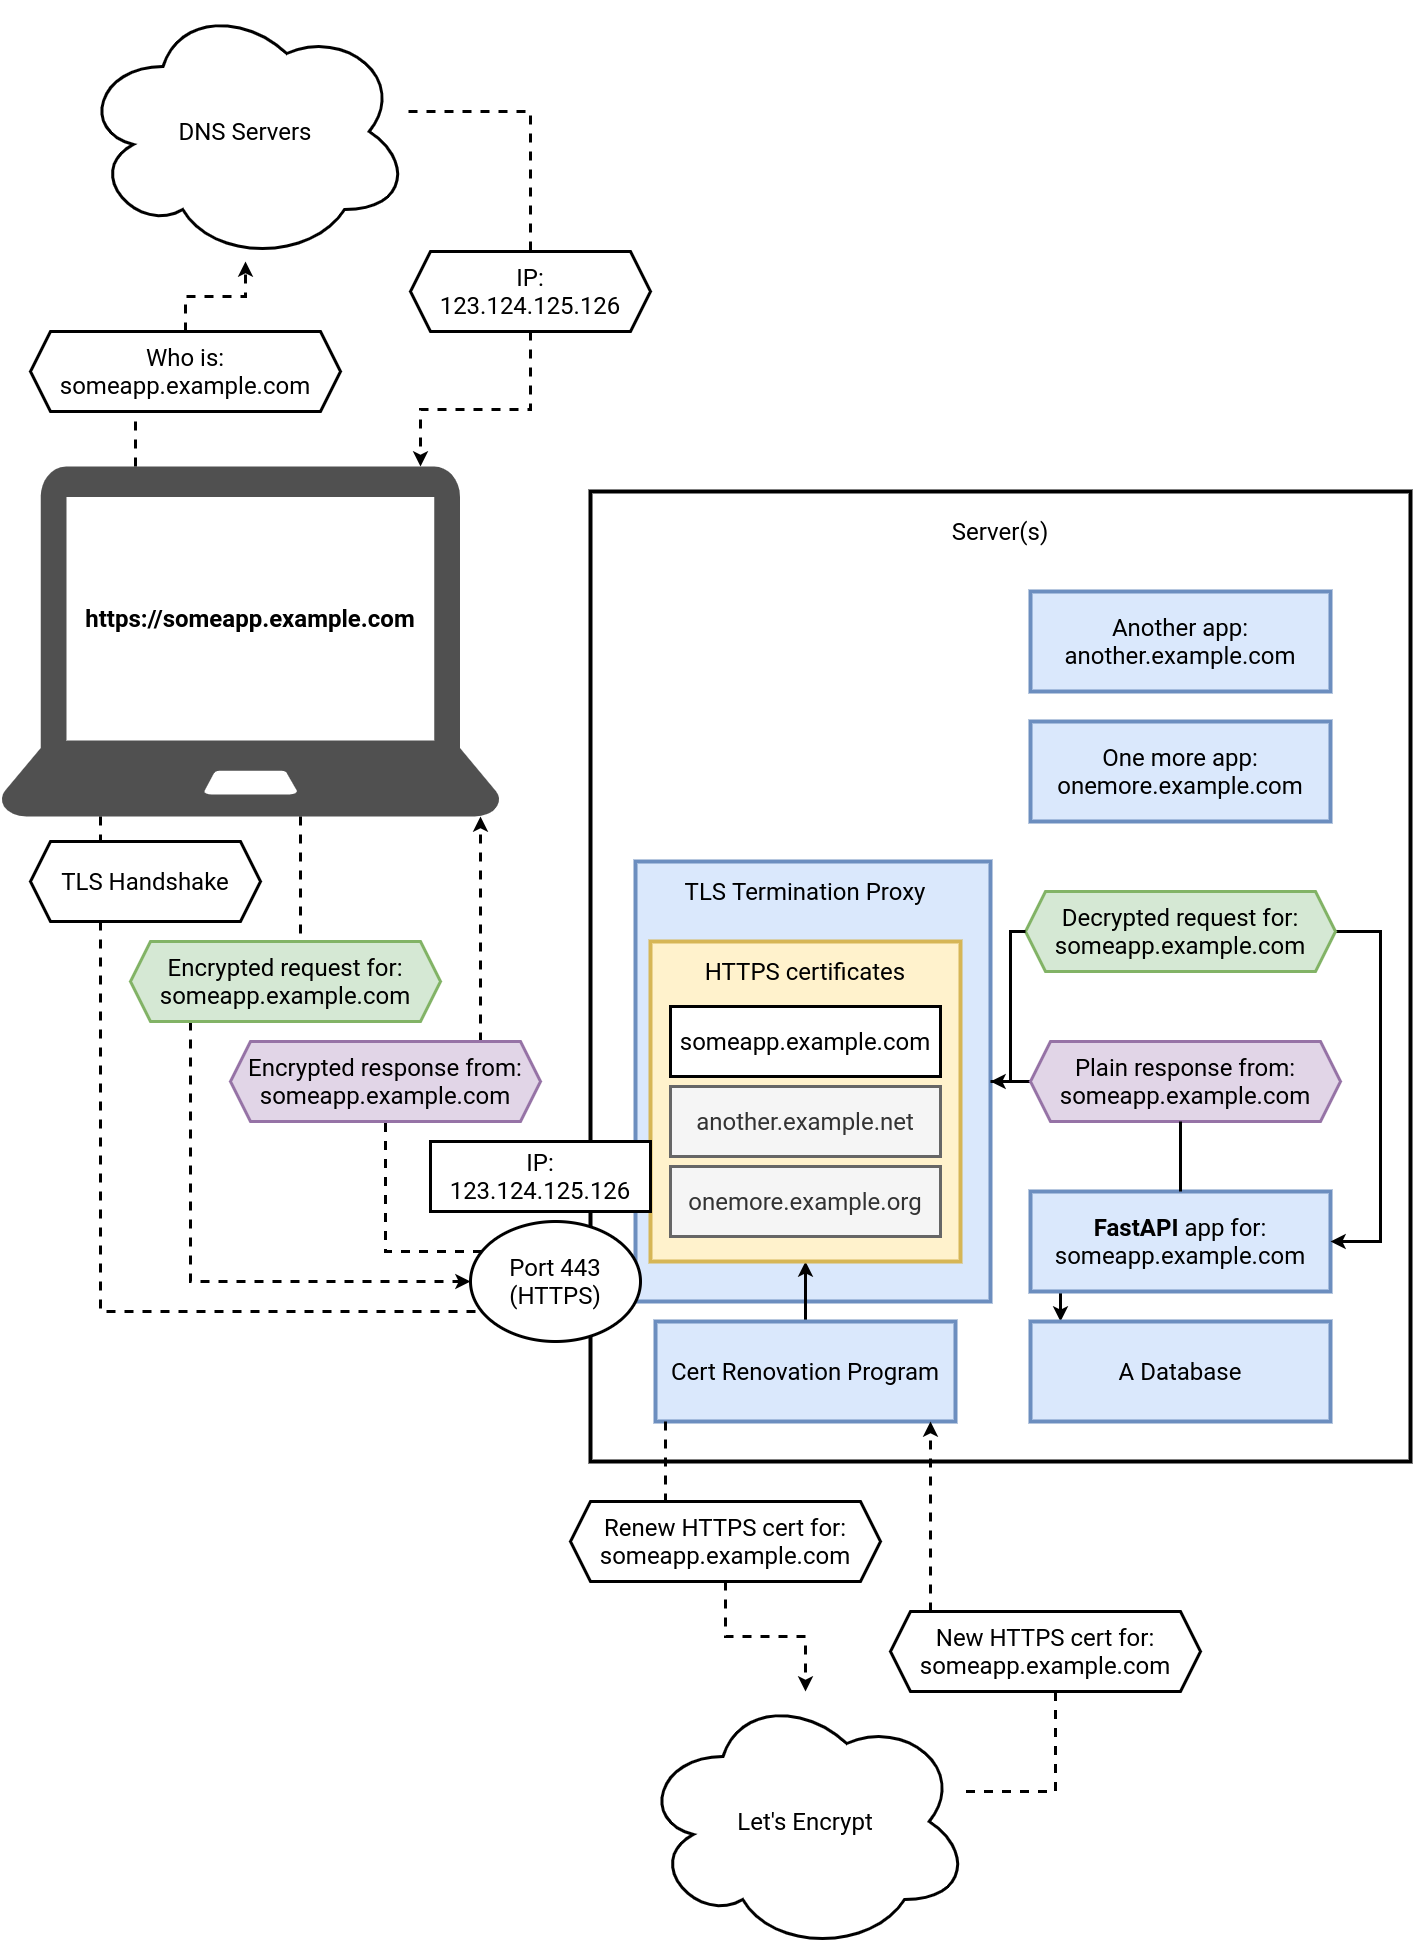 DNS Servers
IP:
123.124.125.126
Who is:
someapp.example.com
https://someapp.example.com
Server(s)
Another app:
another.example.com
One more app:
onemore.example.com
TLS Handshake
Encrypted request for:
someapp.example.com
Encrypted response from:
someapp.example.com
IP:
123.124.125.126
Port 443
(HTTPS)
TLS Termination Proxy
HTTPS certificates
someapp.example.com
another.example.net
onemore.example.org
Decrypted request for:
someapp.example.com
Plain response from:
someapp.example.com
FastAPI app for:
someapp.example.com
Cert Renovation Program
A Database
Renew HTTPS cert for:
someapp.example.com
New HTTPS cert for:
someapp.example.com
Let's Encrypt